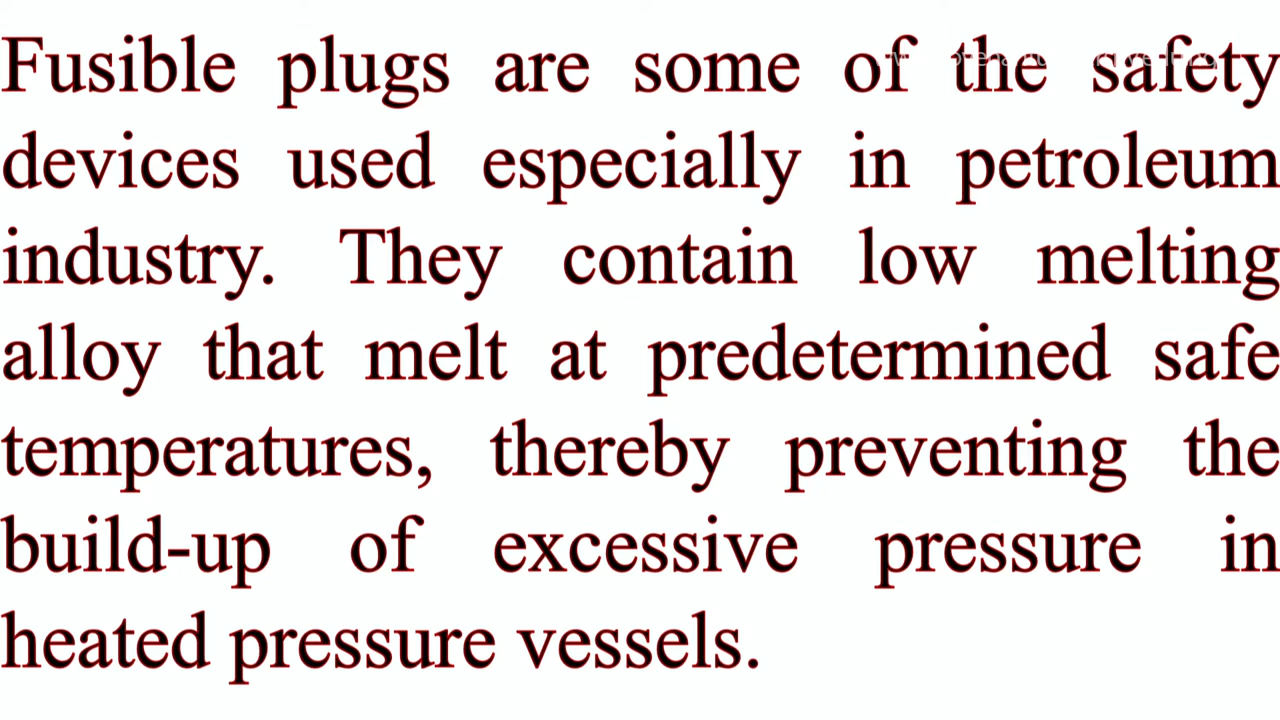 Fusible plugs are some of the safety
devices used especially in petroleum
industry. They contain low melting
alloy that melt at predetermined safe
temperatures, thereby preventing the
build-up of excessive pressure in
heated pressure vessels.